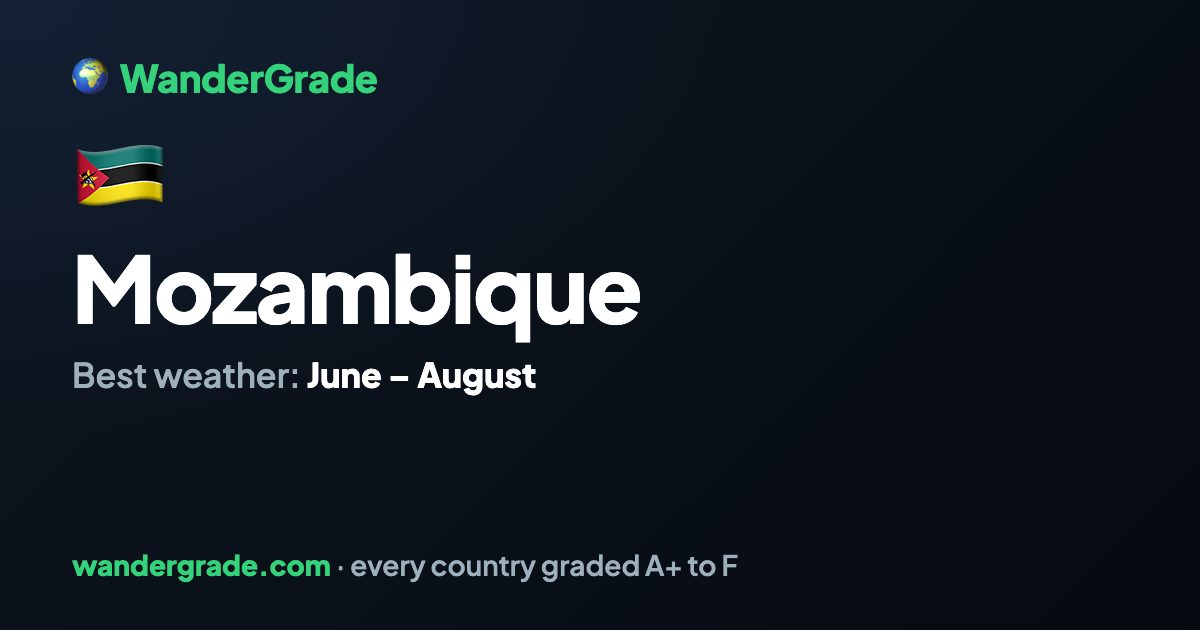 WanderGrade
Mozambique
Best weather: June – August
wandergrade.com · every country graded A+ to F